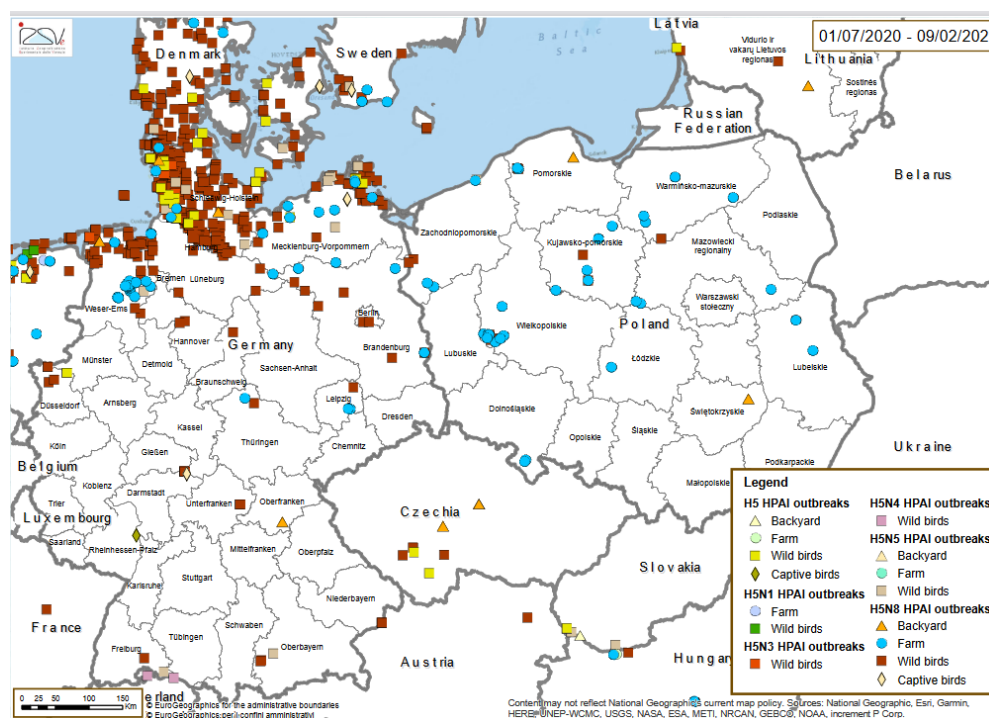 Latvia
01/07/2020 - 09/02/202
Denmark
Sweden
Baltic
Sea
Vidurio ir
vakarų Lietuvos
regionas
Lithuania
Sostinės
regionas
Russian
Federation
Belarus
Pomorskie
Warmińsko-mazurskie
Schleswig-Holstein
Podlaskie
Zachodniopomorskie
Hamburg
Mecklenburg-Vorpommern
Kujawsko-pomorskie
Mazowiecki
regionalny
Bremen
Lüneburg
Warszawski
stołeczny
Weser-Ems
Berlin
Wielkopolskie
Poland
Hannover
Germany
Brandenburg
Lubuskie
Münster
Detmold
Sachsen-Anhalt
Łódzkie
Lubelskie
Braunschweig
Düsseldorf
Arnsberg
Leipzig
Dresden
Dolnośląskie
Świętokrzyskie
Kassel
Köln
Gießen
Thüringen
Chemnitz
Opolskie
Śląskie
Ukraine
Belgium
Podkarpackie
Koblenz
Darmstadt
Małopolskie
Trier
Unterfranken
Oberfranken
Czechia
Luxembourg
Saarland
Rheinhessen-Pfalz
Mittelfranken
Oberpfalz
Slovakia
Karlsruhe
Stuttgart
Niederbayern
France
Tübingen
Schwaben
Freiburg
Oberbayern
Austria
Hungary
erland
Legend
H5 HPAI outbreaks
Backyard
Farm
Wild birds
Captive birds
H5N1 HPAI outbreaks
Farm
Wild birds
H5N3 HPAI outbreaks
Wild birds
H5N4 HPAI outbreaks
Wild birds
H5N5 HPAI outbreaks
Backyard
Farm
H5N8 HPAI outbreaks
Backyard
Farm
Wild birds
Captive birds
0 25 50 100 150
Km
© EuroGeographics for the administrative boundaries
© EuroGeographics per i confini amministrativi
Content may not reflect National Geographic's current map policy. Sources: National Geographic, Esri, Garmin,
HERE, UNEP-WCMC, USGS, NASA, ESA, METI, NRCAN, GEBCO, NOAA, increment P Corp.